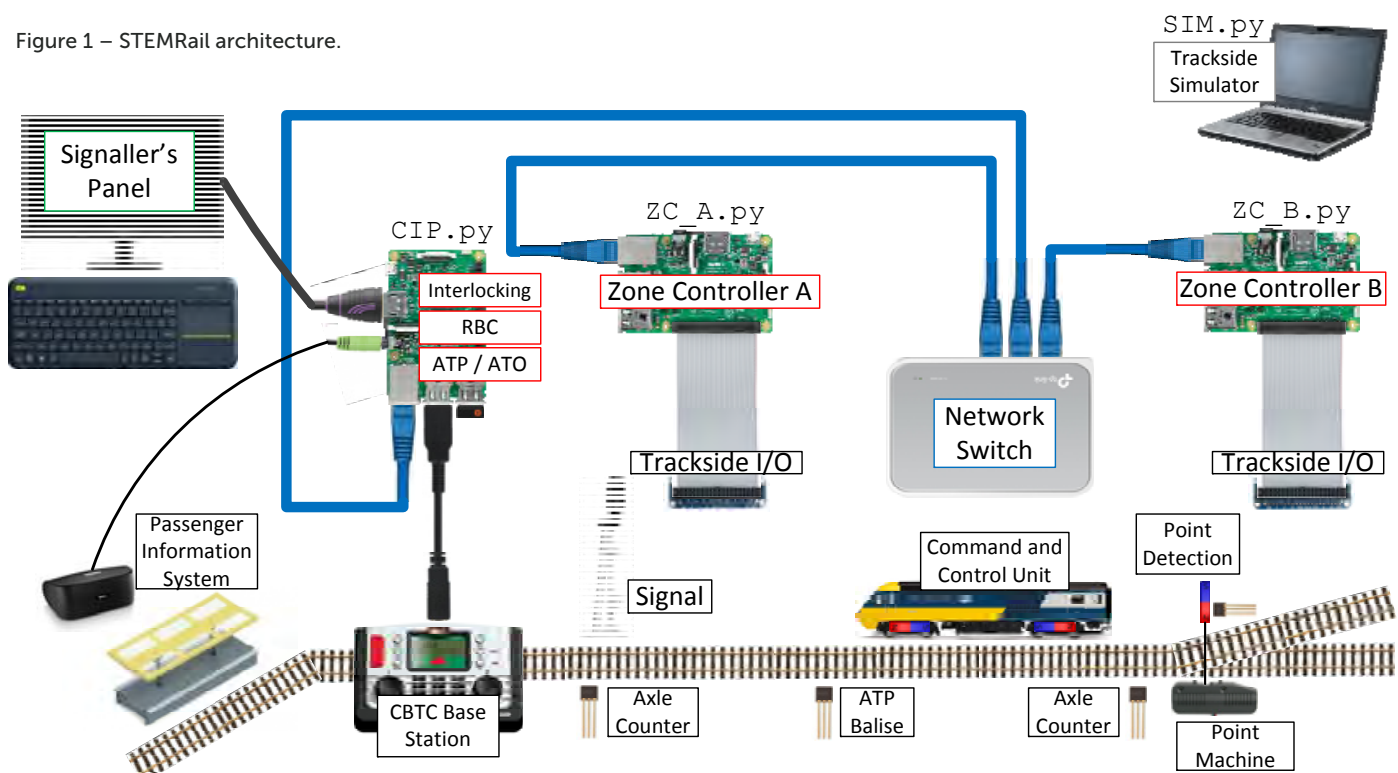 Figure 1 – STEMRail architecture.
SIM.py
Trackside
Simulator
Signaller's
Panel
CIP.py
Interlocking
RBC
ATP / ATO
ZC_A.py
Zone Controller A
ZC_B.py
Zone Controller B
Network
Switch
Trackside I/O
Trackside I/O
Passenger
Information
System
Signal
Command and
Control Unit
Point
Detection
CBTC Base
Station
Axle
Counter
ATP
Balise
Axle
Counter
Point
Machine